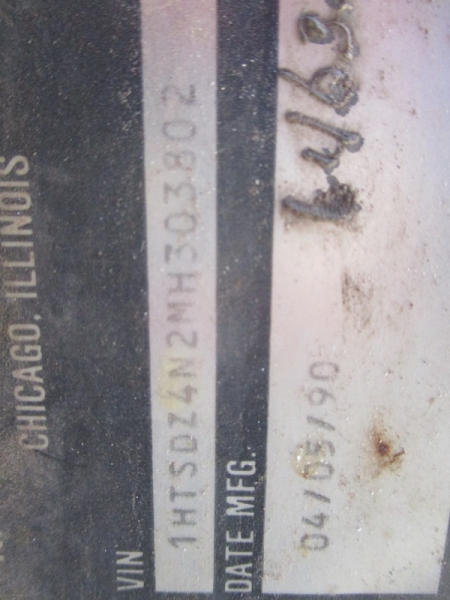 CHICAGO, ILLINOIS
VIN 1HTSDZ4N2MH303802
DATE MFG. 04/05/90